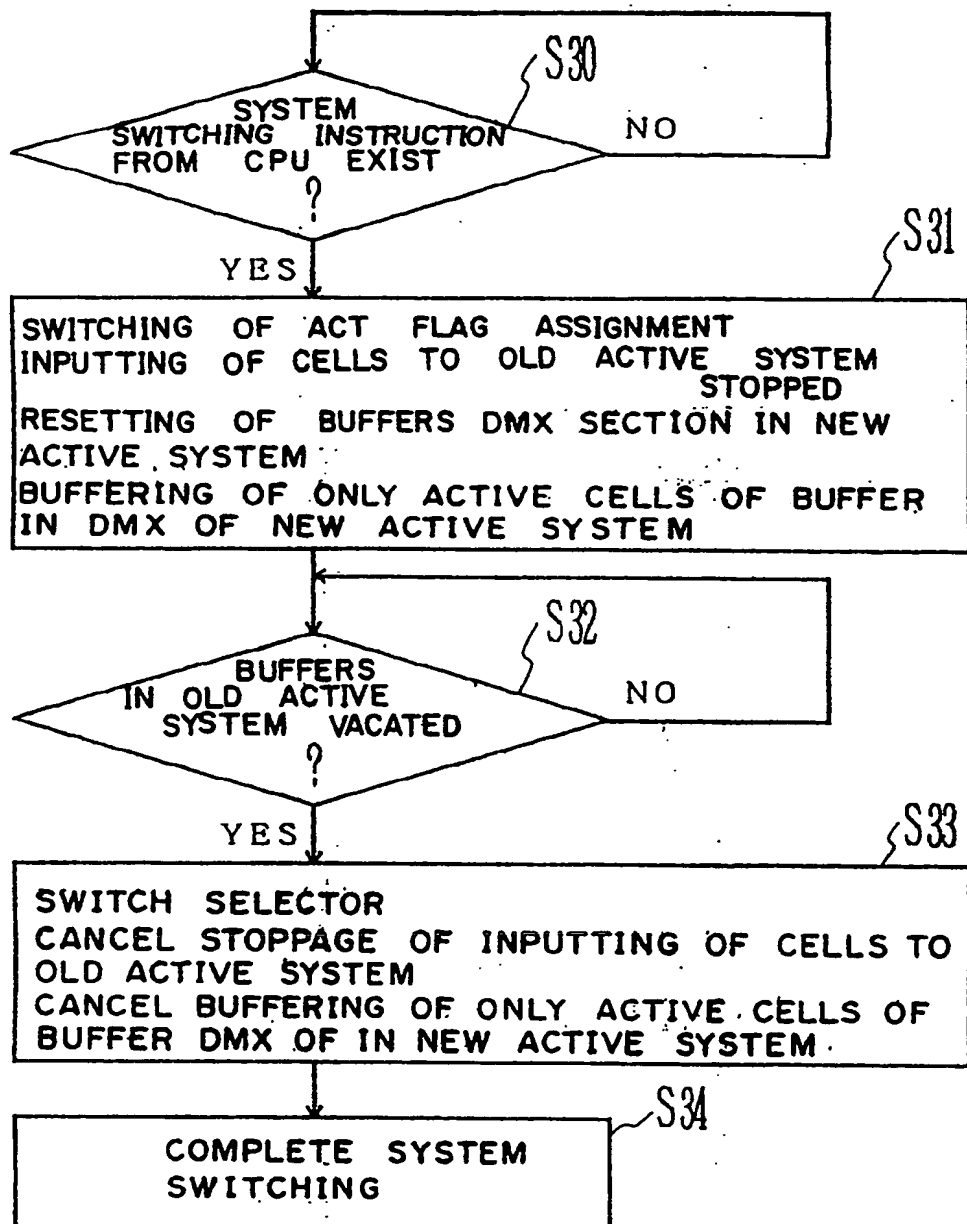 S30
SYSTEM
SWITCHING INSTRUCTION
FROM CPU EXIST
?
NO
YES
S31
SWITCHING OF ACT FLAG ASSIGNMENT
INPUTTING OF CELLS TO OLD ACTIVE SYSTEM
STOPPED
RESETTING OF BUFFERS DMX SECTION IN NEW
ACTIVE SYSTEM
BUFFERING OF ONLY ACTIVE CELLS OF BUFFER
IN DMX OF NEW ACTIVE SYSTEM
S32
BUFFERS
IN OLD ACTIVE
SYSTEM VACATED
?
NO
YES
S33
SWITCH SELECTOR
CANCEL STOPPAGE OF INPUTTING OF CELLS TO
OLD ACTIVE SYSTEM
CANCEL BUFFERING OF ONLY ACTIVE CELLS OF
BUFFER DMX OF IN NEW ACTIVE SYSTEM
S34
COMPLETE SYSTEM
SWITCHING